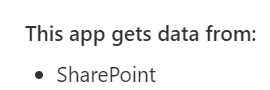 This app gets data from:
• SharePoint